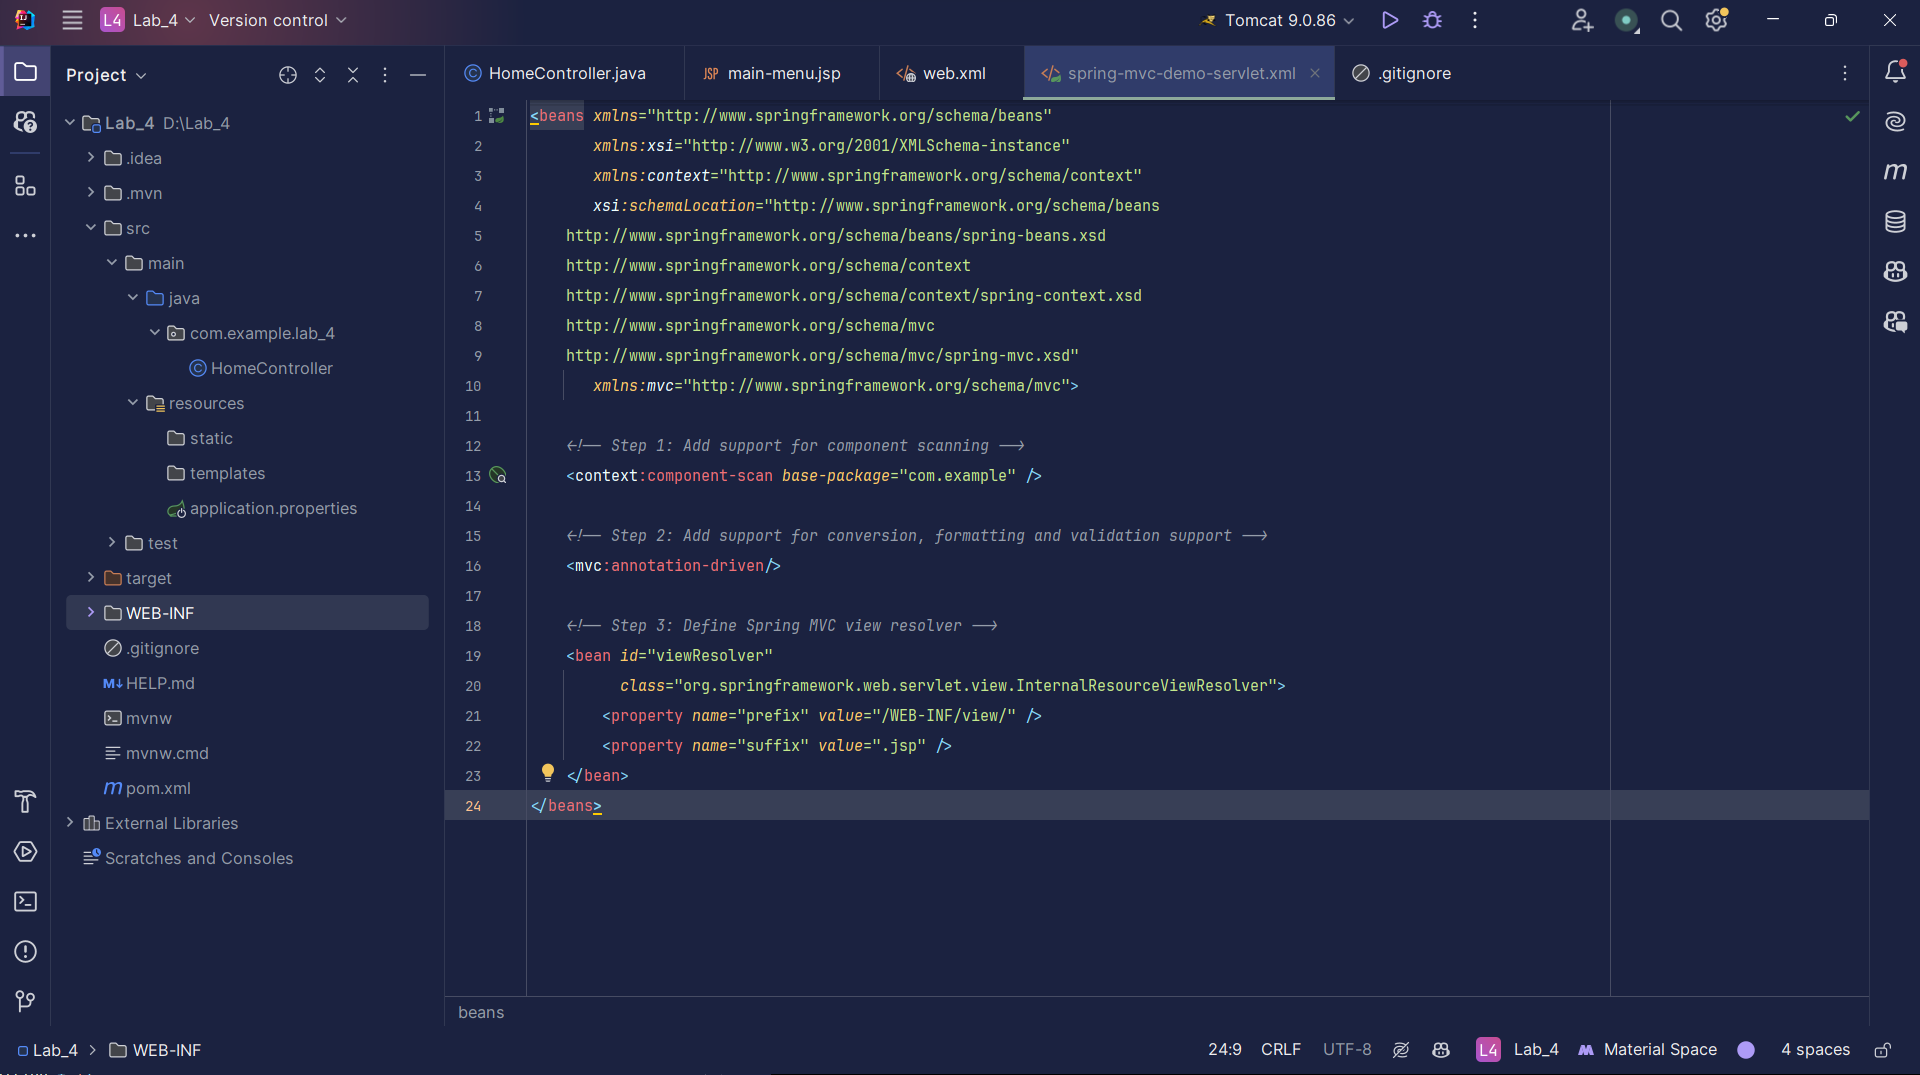 L4 Lab_4 Version control Tomcat 9.0.86
Project
Lab_4 D:\Lab_4
.idea
.mvn
src
main
java
com.example.lab_4
HomeController
resources
static
templates
application.properties
test
target
WEB-INF
.gitignore
HELP.md
mvnw
mvnw.cmd
pom.xml
External Libraries
Scratches and Consoles
HomeController.java JSP main-menu.jsp web.xml spring-mvc-demo-servlet.xml .gitignore
1 <beans xmlns="http://www.springframework.org/schema/beans"
2 xmlns:xsi="http://www.w3.org/2001/XMLSchema-instance"
3 xmlns:context="http://www.springframework.org/schema/context"
4 xsi:schemaLocation="http://www.springframework.org/schema/beans
5 http://www.springframework.org/schema/beans/spring-beans.xsd
6 http://www.springframework.org/schema/context
7 http://www.springframework.org/schema/context/spring-context.xsd
8 http://www.springframework.org/schema/mvc
9 http://www.springframework.org/schema/mvc/spring-mvc.xsd"
10 xmlns:mvc="http://www.springframework.org/schema/mvc">
11
12 <!-- Step 1: Add support for component scanning -->
13 <context:component-scan base-package="com.example" />
14
15 <!-- Step 2: Add support for conversion, formatting and validation support -->
16 <mvc:annotation-driven/>
17
18 <!-- Step 3: Define Spring MVC view resolver -->
19 <bean id="viewResolver"
20 class="org.springframework.web.servlet.view.InternalResourceViewResolver">
21 <property name="prefix" value="/WEB-INF/view/" />
22 <property name="suffix" value=".jsp" />
23 </bean>
24 </beans>
beans
Lab_4 > WEB-INF 24:9 CRLF UTF-8 L4 Lab_4 Material Space 4 spaces